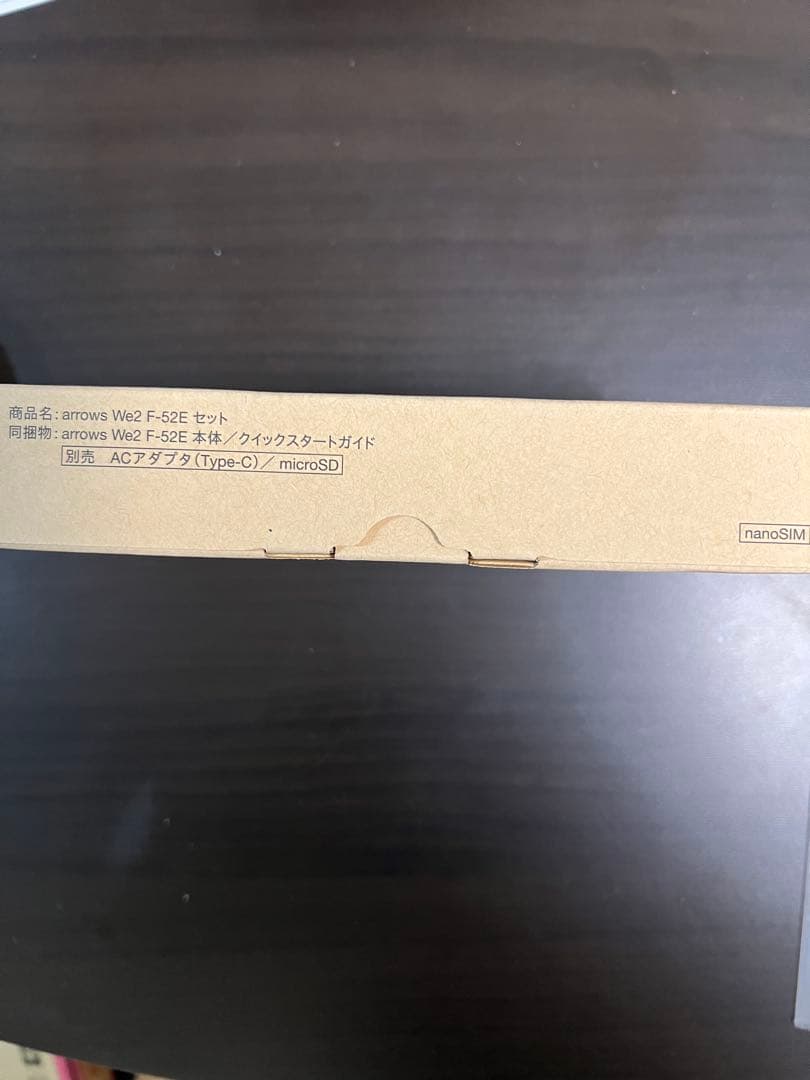 商品名: arrows We2 F-52E セット
同梱物: arrows We2 F-52E 本体／クイックスタートガイド
別売 ACアダプタ(Type-C)／ microSD
nanoSIM